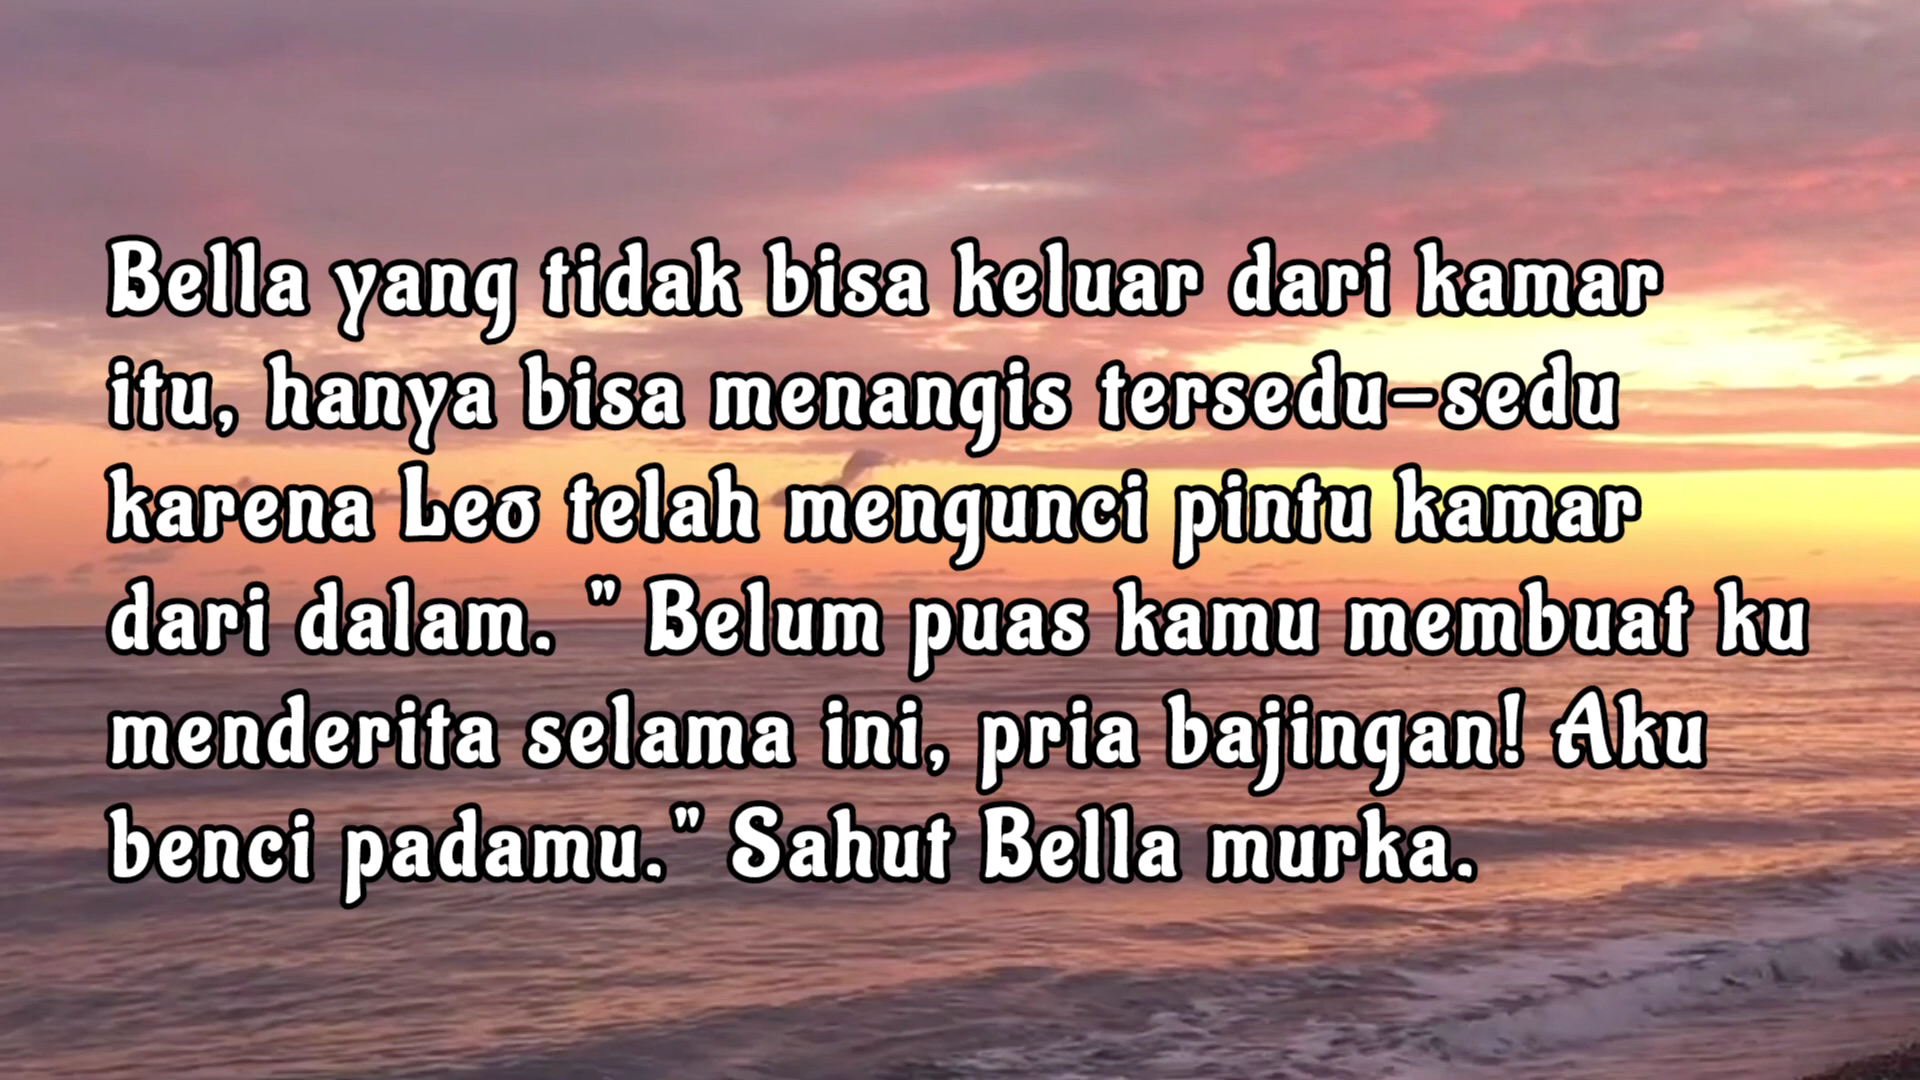 Bella yang tidak bisa keluar dari kamar
itu, hanya bisa menangis tersedu-sedu
karena Leo telah mengunci pintu kamar
dari dalam. " Belum puas kamu membuat ku
menderita selama ini, pria bajingan! Aku
benci padamu." Sahut Bella murka.